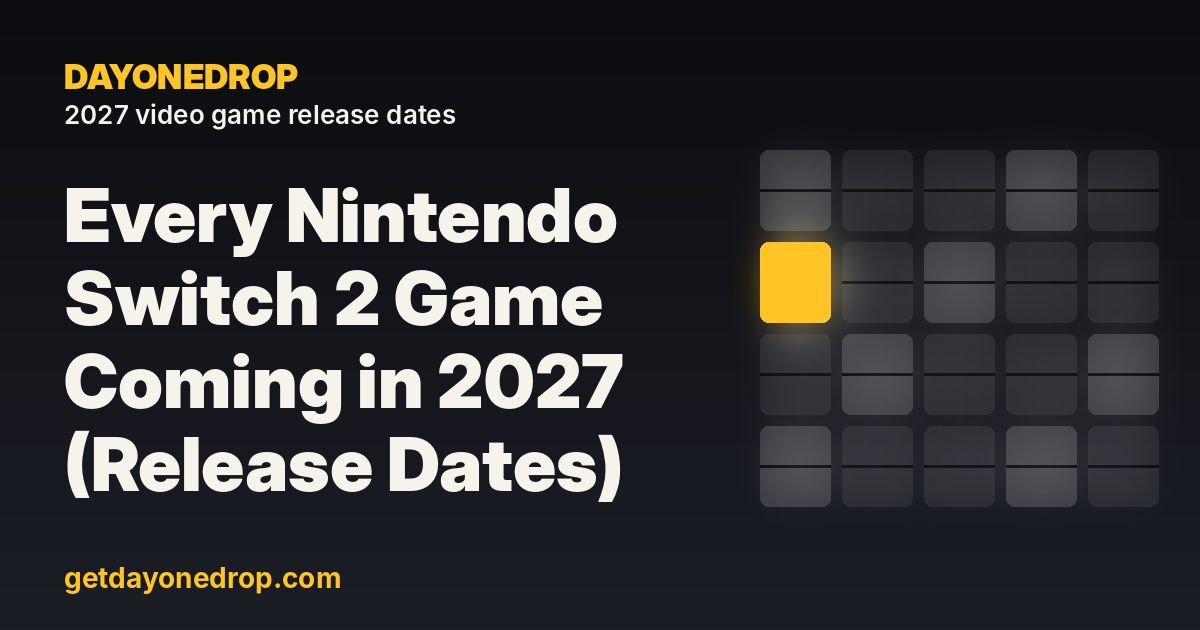 DAYONEDROP
2027 video game release dates
Every Nintendo
Switch 2 Game
Coming in 2027
(Release Dates)
getdayonedrop.com